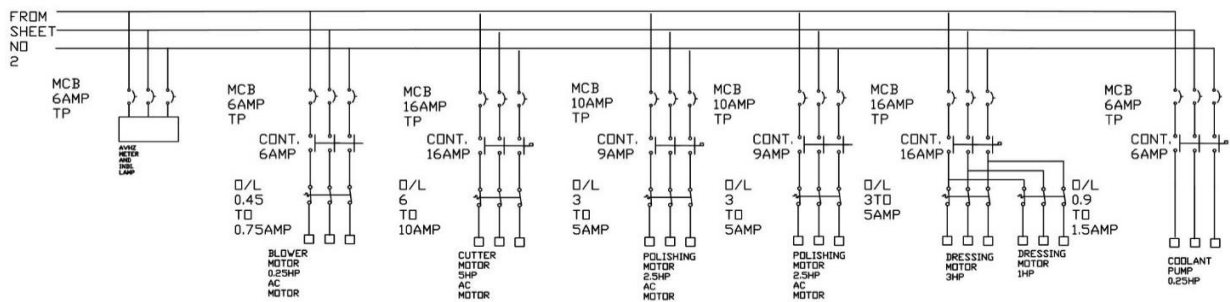 FROM
SHEET
NO
2
MCB
6AMP
TP
AVHZ
METER
AND
INDI.
LAMP
MCB
6AMP
TP
CONT.
6AMP
O/L
0.45
TO
0.75AMP
BLOWER
MOTOR
0.25HP
AC
MOTOR
MCB
16AMP
TP
CONT.
16AMP
O/L
6
TO
10AMP
CUTTER
MOTOR
5HP
AC
MOTOR
MCB
10AMP
TP
CONT.
9AMP
O/L
3
TO
5AMP
POLISHING
MOTOR
2.5HP
AC
MOTOR
MCB
10AMP
TP
CONT.
9AMP
O/L
3
TO
5AMP
POLISHING
MOTOR
2.5HP
AC
MOTOR
MCB
16AMP
TP
CONT.
16AMP
O/L
3TO
5AMP
DRESSING
MOTOR
3HP
O/L
0.9
TO
1.5AMP
DRESSING
MOTOR
1HP
MCB
6AMP
TP
CONT.
6AMP
COOLANT
PUMP
0.25HP